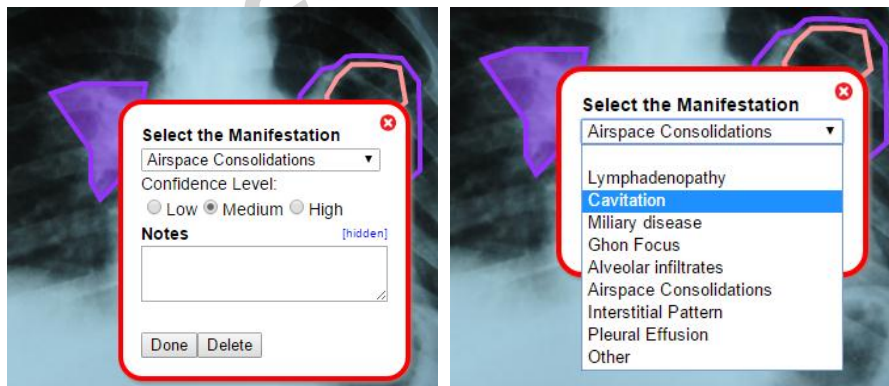 Select the Manifestation
Airspace Consolidations
Confidence Level:
Low Medium High
Notes [hidden]
Done Delete
Select the Manifestation
Airspace Consolidations
Lymphadenopathy
Cavitation
Miliary disease
Ghon Focus
Alveolar infiltrates
Airspace Consolidations
Interstitial Pattern
Pleural Effusion
Other